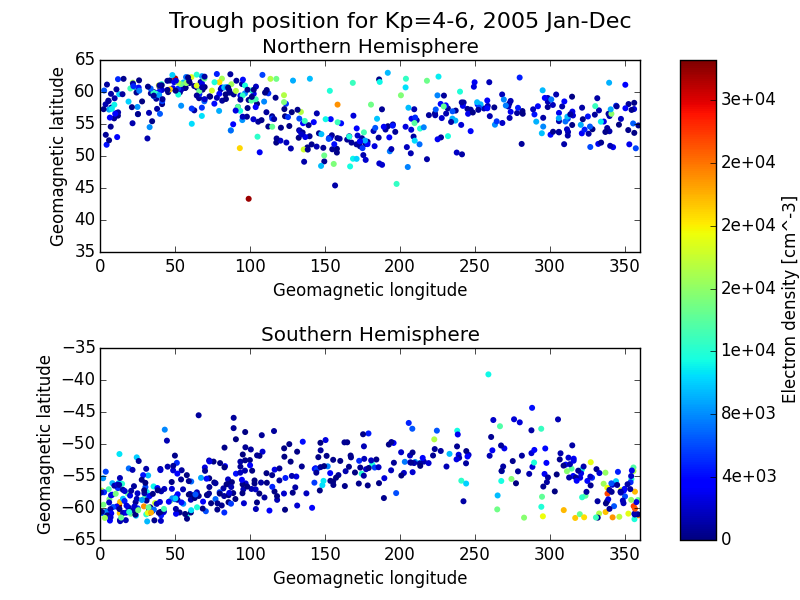 Trough position for Kp=4-6, 2005 Jan-Dec
Northern Hemisphere
65
60
55
50
45
40
35
Geomagnetic latitude
0 50 100 150 200 250 300 350
Geomagnetic longitude
Southern Hemisphere
−35
−40
−45
−50
−55
−60
−65
Geomagnetic latitude
0 50 100 150 200 250 300 350
Geomagnetic longitude
3e+04
2e+04
2e+04
2e+04
1e+04
8e+03
4e+03
0
Electron density [cm^-3]